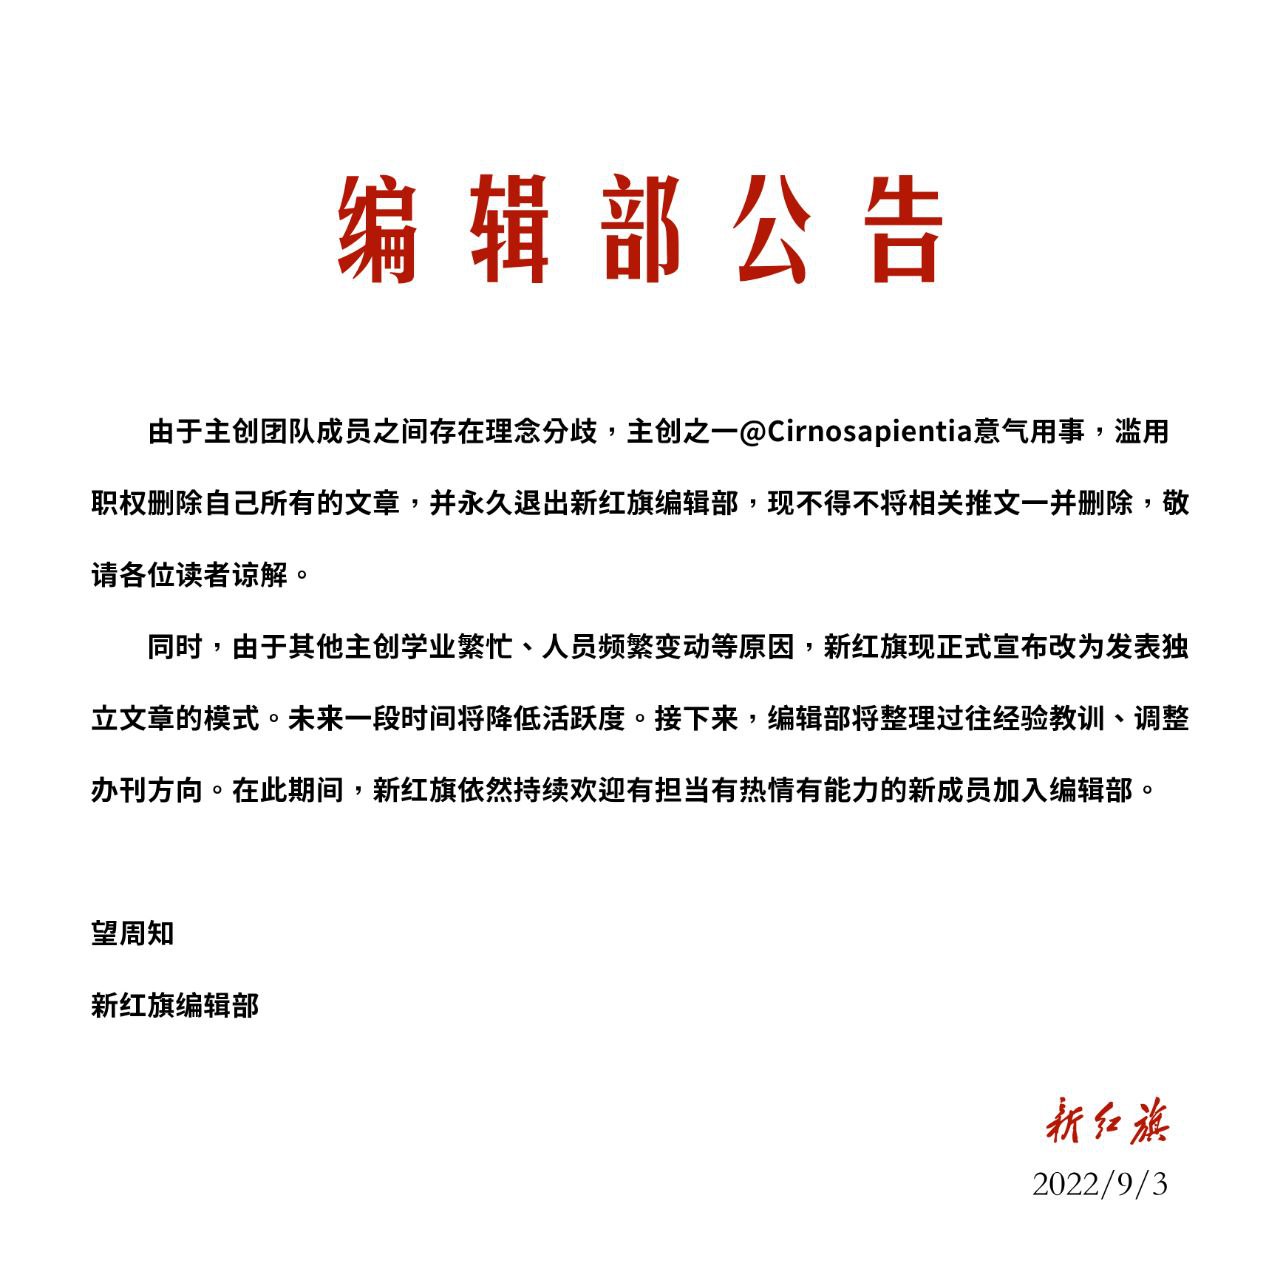 编辑部公告
由于主创团队成员之间存在理念分歧，主创之一@Cirnosapientia意气用事，滥用
职权删除自己所有的文章，并永久退出新红旗编辑部，现不得不将相关推文一并删除，敬
请各位读者谅解。
同时，由于其他主创学业繁忙、人员频繁变动等原因，新红旗现正式宣布改为发表独
立文章的模式。未来一段时间将降低活跃度。接下来，编辑部将整理过往经验教训、调整
办刊方向。在此期间，新红旗依然持续欢迎有担当有热情有能力的新成员加入编辑部。
望周知
新红旗编辑部
新红旗
2022/9/3